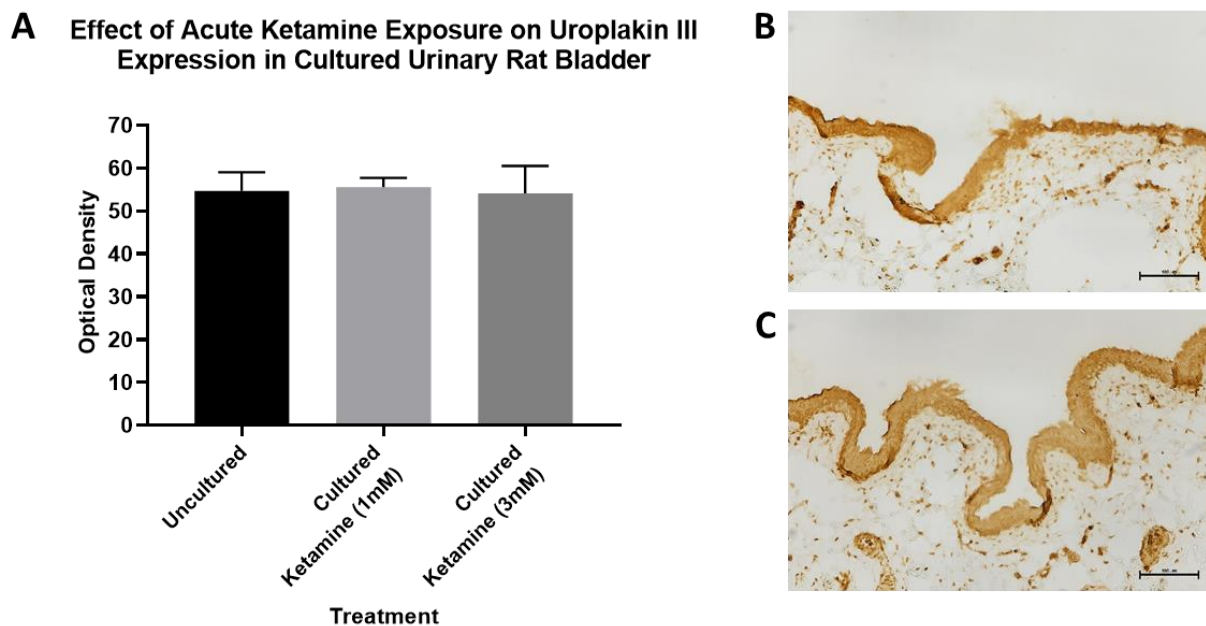 A
Effect of Acute Ketamine Exposure on Uroplakin III
Expression in Cultured Urinary Rat Bladder
Optical Density
70
60
50
40
30
20
10
0
Uncultured
Cultured
Ketamine (1mM)
Cultured
Ketamine (3mM)
Treatment
B
C